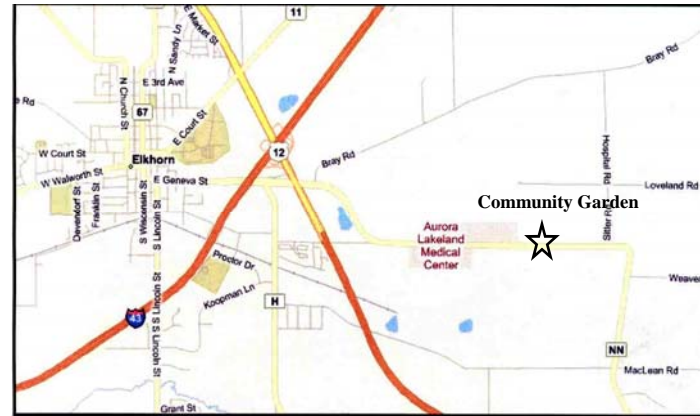 11
E Market St
N Sandy Ln
E 3rd Ave
N Church St
67
E Court St
Bray Rd
Rd
W Court St
Elkhorn
12
Bray Rd
Hospital Rd
W Walworth St
E Geneva St
Loveland Rd
Devendorf St
Franklin St
S Wisconsin St
S Lincoln St
Community Garden
Aurora
Lakeland
Medical
Center
Proctor Dr
Weaver
Koopman Ln
H
43
S Lincoln St
S Lincoln St
NN
MacLean Rd
Grant St